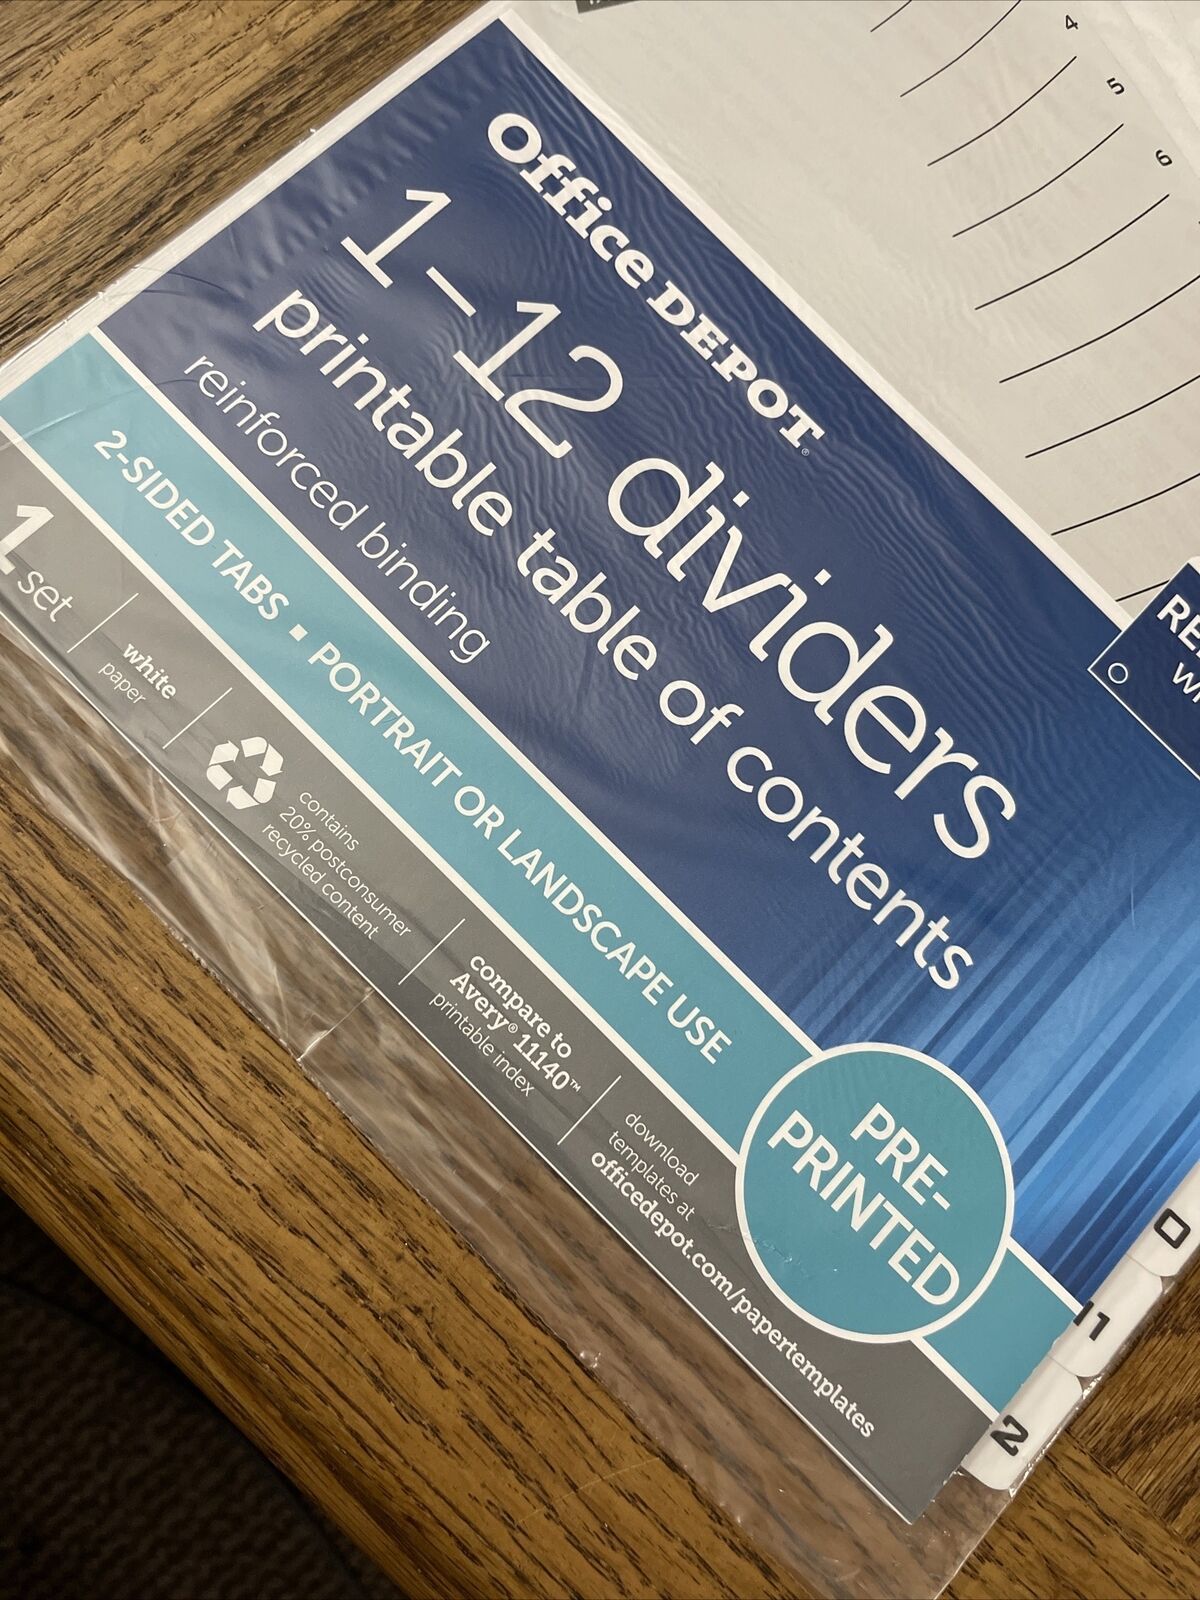 4
5
6
Office DEPOT®
1–12 dividers
printable table of contents
reinforced binding
2-SIDED TABS ▪ PORTRAIT OR LANDSCAPE USE
PRE-
PRINTED
1 set
white
paper
contains
20% postconsumer
recycled content
compare to
Avery® 11140™
printable index
download
templates at
officedepot.com/papertemplates
11